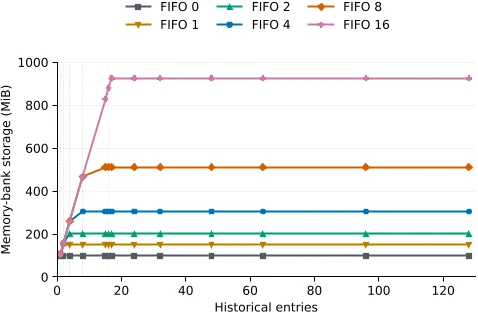 FIFO 0 FIFO 2 FIFO 8
FIFO 1 FIFO 4 FIFO 16
Memory-bank storage (MiB)
1000
800
600
400
200
0
0 20 40 60 80 100 120
Historical entries